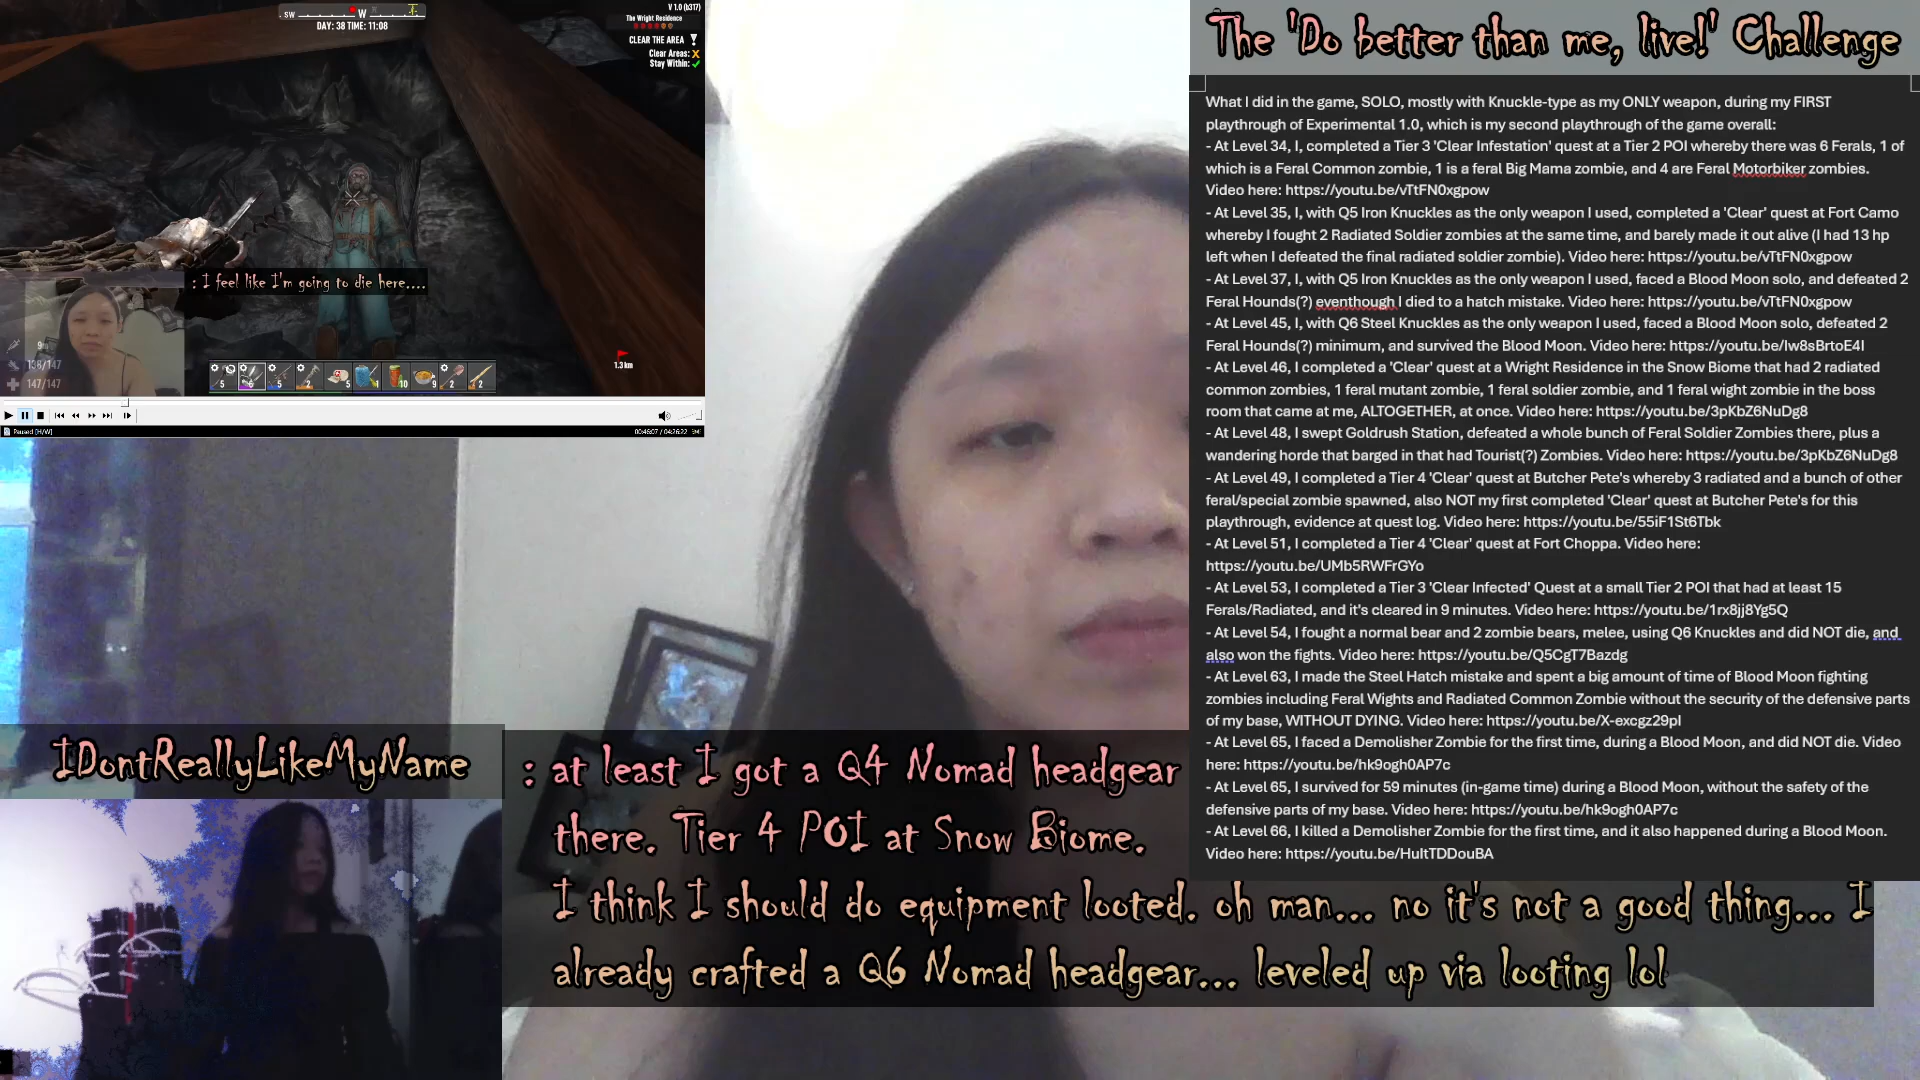 SW W
DAY: 38 TIME: 11:08
V 1.0 (b317)
The Wright Residence
CLEAR THE AREA
Clear Areas: X
Stay Within:
: I feel like I'm going to die here....
138/147
147/147
1.3 km
Paused [H/W]
00:46:07 / 04:26:22
The 'Do better than me, live!' Challenge
What I did in the game, SOLO, mostly with Knuckle-type as my ONLY weapon, during my FIRST
playthrough of Experimental 1.0, which is my second playthrough of the game overall:
- At Level 34, I, completed a Tier 3 'Clear Infestation' quest at a Tier 2 POI whereby there was 6 Ferals, 1 of
which is a Feral Common zombie, 1 is a feral Big Mama zombie, and 4 are Feral Motorbiker zombies.
Video here: https://youtu.be/vTtFN0xgpow
- At Level 35, I, with Q5 Iron Knuckles as the only weapon I used, completed a 'Clear' quest at Fort Camo
whereby I fought 2 Radiated Soldier zombies at the same time, and barely made it out alive (I had 13 hp
left when I defeated the final radiated soldier zombie). Video here: https://youtu.be/vTtFN0xgpow
- At Level 37, I, with Q5 Iron Knuckles as the only weapon I used, faced a Blood Moon solo, and defeated 2
Feral Hounds(?) eventhough I died to a hatch mistake. Video here: https://youtu.be/vTtFN0xgpow
- At Level 45, I, with Q6 Steel Knuckles as the only weapon I used, faced a Blood Moon solo, defeated 2
Feral Hounds(?) minimum, and survived the Blood Moon. Video here: https://youtu.be/Iw8sBrtoE4I
- At Level 46, I completed a 'Clear' quest at a Wright Residence in the Snow Biome that had 2 radiated
common zombies, 1 feral mutant zombie, 1 feral soldier zombie, and 1 feral wight zombie in the boss
room that came at me, ALTOGETHER, at once. Video here: https://youtu.be/3pKbZ6NuDg8
- At Level 48, I swept Goldrush Station, defeated a whole bunch of Feral Soldier Zombies there, plus a
wandering horde that barged in that had Tourist(?) Zombies. Video here: https://youtu.be/3pKbZ6NuDg8
- At Level 49, I completed a Tier 4 'Clear' quest at Butcher Pete's whereby 3 radiated and a bunch of other
feral/special zombie spawned, also NOT my first completed 'Clear' quest at Butcher Pete's for this
playthrough, evidence at quest log. Video here: https://youtu.be/55iF1St6Tbk
- At Level 51, I completed a Tier 4 'Clear' quest at Fort Choppa. Video here:
https://youtu.be/UMb5RWFrGYo
- At Level 53, I completed a Tier 3 'Clear Infected' Quest at a small Tier 2 POI that had at least 15
Ferals/Radiated, and it's cleared in 9 minutes. Video here: https://youtu.be/1rx8jj8Yg5Q
- At Level 54, I fought a normal bear and 2 zombie bears, melee, using Q6 Knuckles and did NOT die, and
also won the fights. Video here: https://youtu.be/Q5CgT7Bazdg
- At Level 63, I made the Steel Hatch mistake and spent a big amount of time of Blood Moon fighting
zombies including Feral Wights and Radiated Common Zombie without the security of the defensive parts
of my base, WITHOUT DYING. Video here: https://youtu.be/X-excgz29pI
- At Level 65, I faced a Demolisher Zombie for the first time, during a Blood Moon, and did NOT die. Video
here: https://youtu.be/hk9ogh0AP7c
- At Level 65, I survived for 59 minutes (in-game time) during a Blood Moon, without the safety of the
defensive parts of my base. Video here: https://youtu.be/hk9ogh0AP7c
- At Level 66, I killed a Demolisher Zombie for the first time, and it also happened during a Blood Moon.
Video here: https://youtu.be/HuItTDDouBA
IDontReallyLikeMyName
: at least I got a Q4 Nomad headgear
there. Tier 4 POI at Snow Biome.
I think I should do equipment looted. oh man... no it's not a good thing... I
already crafted a Q6 Nomad headgear... leveled up via looting lol